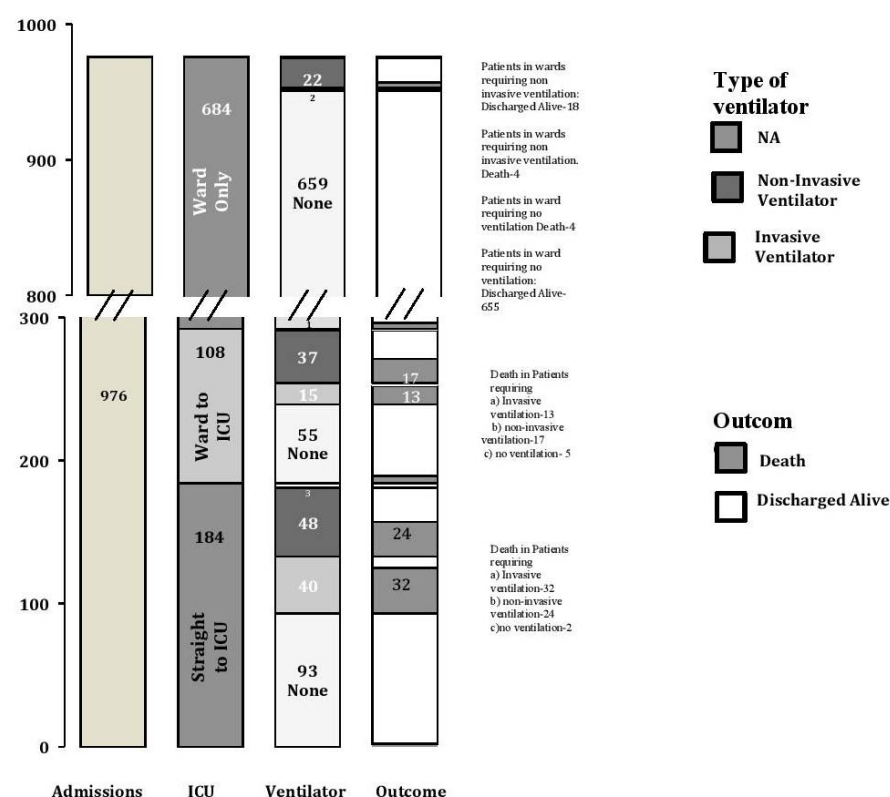 1000
900
800
300
200
100
0
976
684
Ward
Only
108
Ward to
ICU
184
Straight
to ICU
22
2
659
None
1
37
15
55
None
3
48
40
93
None
17
13
24
32
Admissions
ICU
Ventilator
Outcome
Patients in wards
requiring non
invasive ventilation:
Discharged Alive-18
Patients in wards
requiring non
invasive ventilation.
Death-4
Patients in ward
requiring no
ventilation Death-4
Patients in ward
requiring no
ventilation:
Discharged Alive-
655
Death in Patients
requiring
a) Invasive
ventilation-13
b) non-invasive
ventilation-17
c) no ventilation- 5
Death in Patients
requiring
a) Invasive
ventilation-32
b) non-invasive
ventilation-24
c)no ventilation-2
Type of
ventilator
NA
Non-Invasive
Ventilator
Invasive
Ventilator
Outcom
Death
Discharged Alive